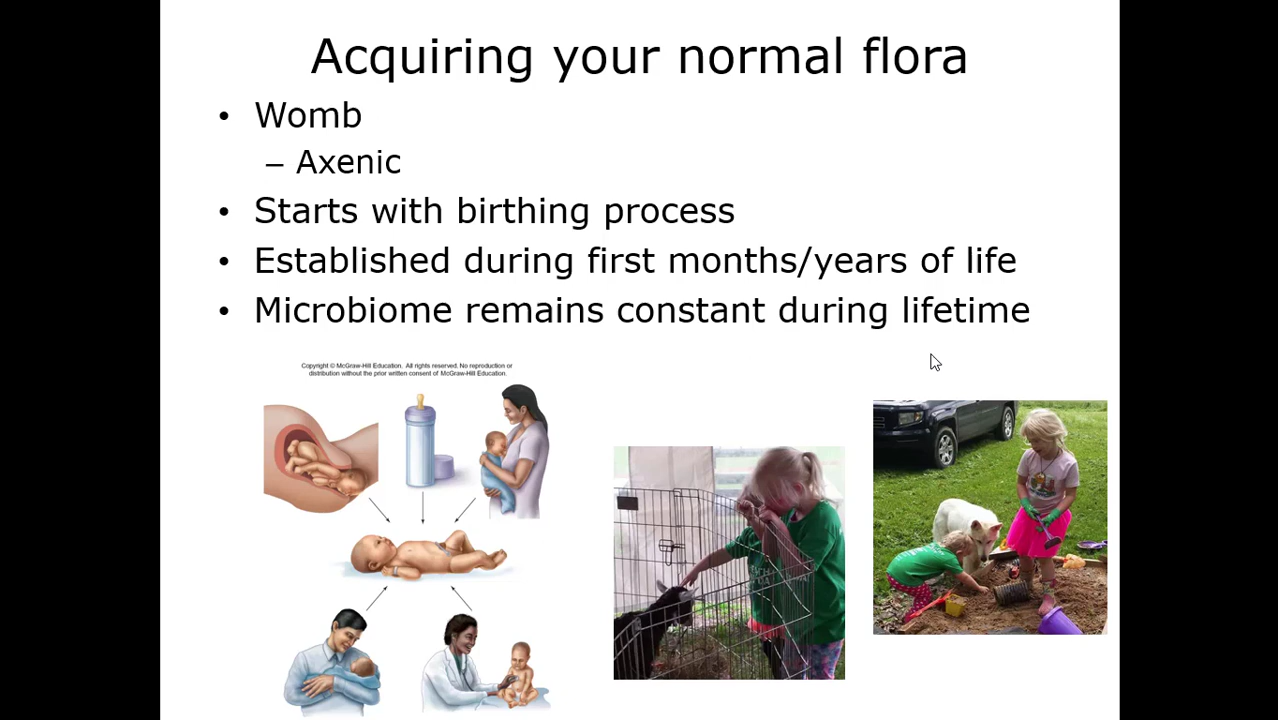 Acquiring your normal flora
• Womb
– Axenic
• Starts with birthing process
• Established during first months/years of life
• Microbiome remains constant during lifetime
Copyright © McGraw-Hill Education. All rights reserved. No reproduction or
distribution without the prior written consent of McGraw-Hill Education.